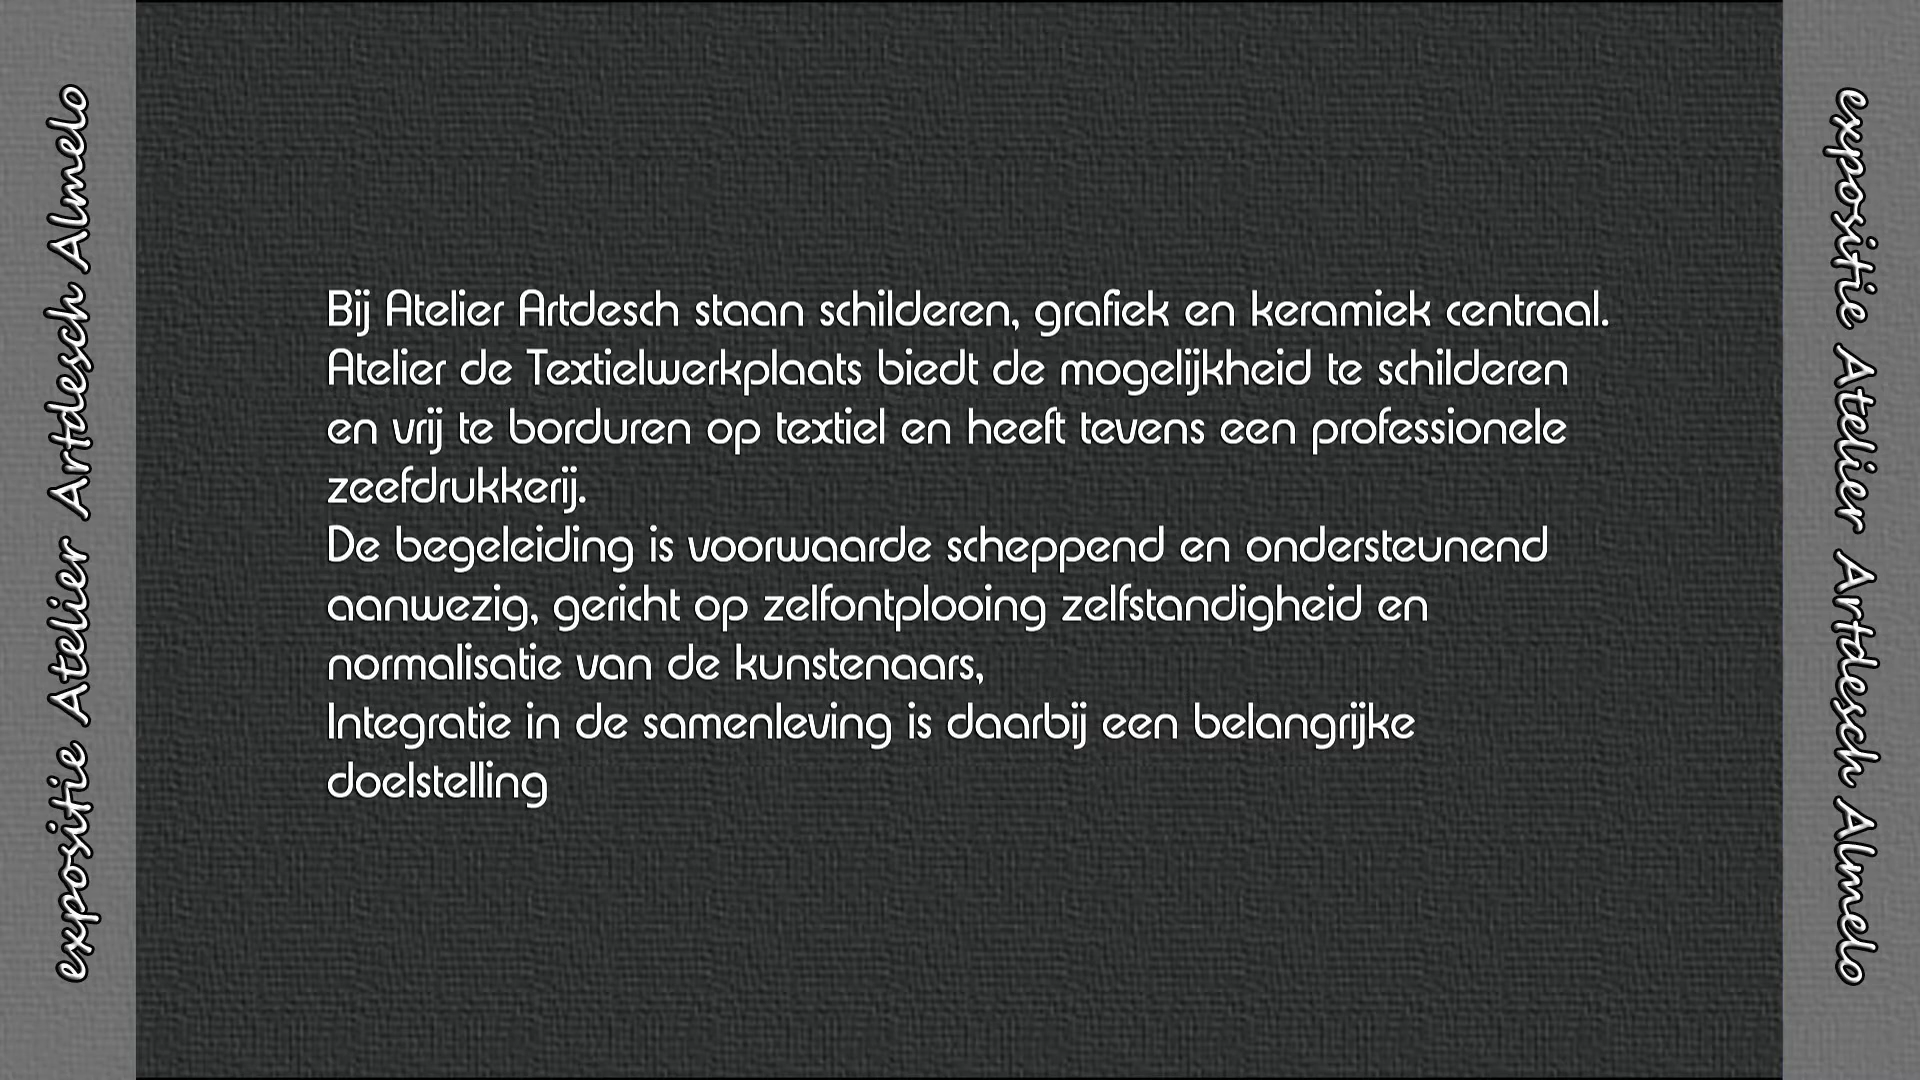 expositie Atelier Artdesch Almelo
Bij Atelier Artdesch staan schilderen, grafiek en keramiek centraal.
Atelier de Textielwerkplaats biedt de mogelijkheid te schilderen
en vrij te borduren op textiel en heeft tevens een professionele
zeefdrukkerij.
De begeleiding is voorwaarde scheppend en ondersteunend
aanwezig, gericht op zelfontplooing zelfstandigheid en
normalisatie van de kunstenaars,
Integratie in de samenleving is daarbij een belangrijke
doelstelling
expositie Atelier Artdesch Almelo